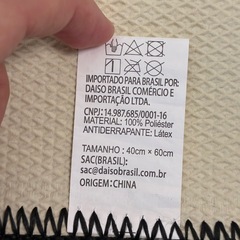 IMPORTADO PARA BRASIL POR:
DAISO BRASIL COMÉRCIO E
IMPORTAÇÃO LTDA.
CNPJ: 14.987.685/0001-16
MATERIAL: 100% Poliéster
ANTIDERRAPANTE: Látex
TAMANHO : 40cm × 60cm
SAC(BRASIL):
sac@daisobrasil.com.br
ORIGEM: CHINA